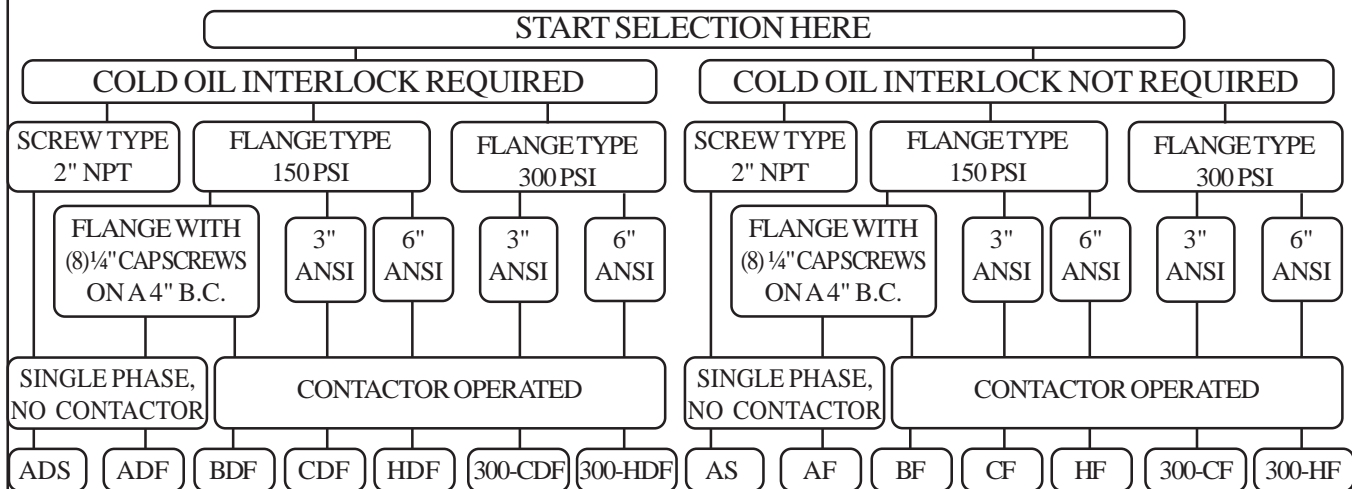 START SELECTION HERE
COLD OIL INTERLOCK REQUIRED
COLD OIL INTERLOCK NOT REQUIRED
SCREW TYPE
2" NPT
FLANGE TYPE
150 PSI
FLANGE TYPE
300 PSI
SCREW TYPE
2" NPT
FLANGE TYPE
150 PSI
FLANGE TYPE
300 PSI
FLANGE WITH
(8) ¼" CAP SCREWS
ON A 4" B.C.
3"
ANSI
6"
ANSI
3"
ANSI
6"
ANSI
FLANGE WITH
(8) ¼" CAP SCREWS
ON A 4" B.C.
3"
ANSI
6"
ANSI
3"
ANSI
6"
ANSI
SINGLE PHASE,
NO CONTACTOR
CONTACTOR OPERATED
SINGLE PHASE,
NO CONTACTOR
CONTACTOR OPERATED
ADS
ADF
BDF
CDF
HDF
300-CDF
300-HDF
AS
AF
BF
CF
HF
300-CF
300-HF